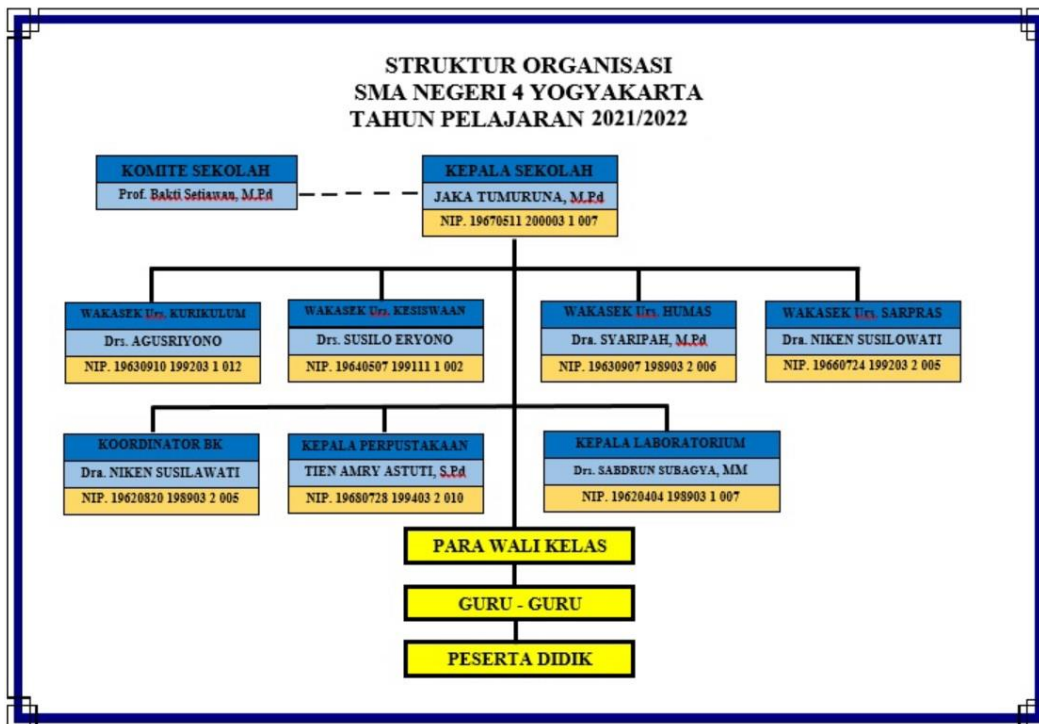 STRUKTUR ORGANISASI
SMA NEGERI 4 YOGYAKARTA
TAHUN PELAJARAN 2021/2022
KOMITE SEKOLAH
Prof. Bakti Setiawan, M.Pd
KEPALA SEKOLAH
JAKA TUMURUNA, M.Pd
NIP. 19670511 200003 1 007
WAKASEK Urs. KURIKULUM
Drs. AGUSRIYONO
NIP. 19630910 199203 1 012
WAKASEK Urs. KESISWAAN
Drs. SUSILO ERYONO
NIP. 19640507 199111 1 002
WAKASEK Urs. HUMAS
Dra. SYARIPAH, M.Pd
NIP. 19630907 198903 2 006
WAKASEK Urs. SARPRAS
Dra. NIKEN SUSILOWATI
NIP. 19660724 199203 2 005
KOORDINATOR BK
Dra. NIKEN SUSILAWATI
NIP. 19620820 198903 2 005
KEPALA PERPUSTAKAAN
TIEN AMRY ASTUTI, S.Pd
NIP. 19680728 199403 2 010
KEPALA LABORATORIUM
Drs. SABDRUN SUBAGYA, MM
NIP. 19620404 198903 1 007
PARA WALI KELAS
GURU - GURU
PESERTA DIDIK